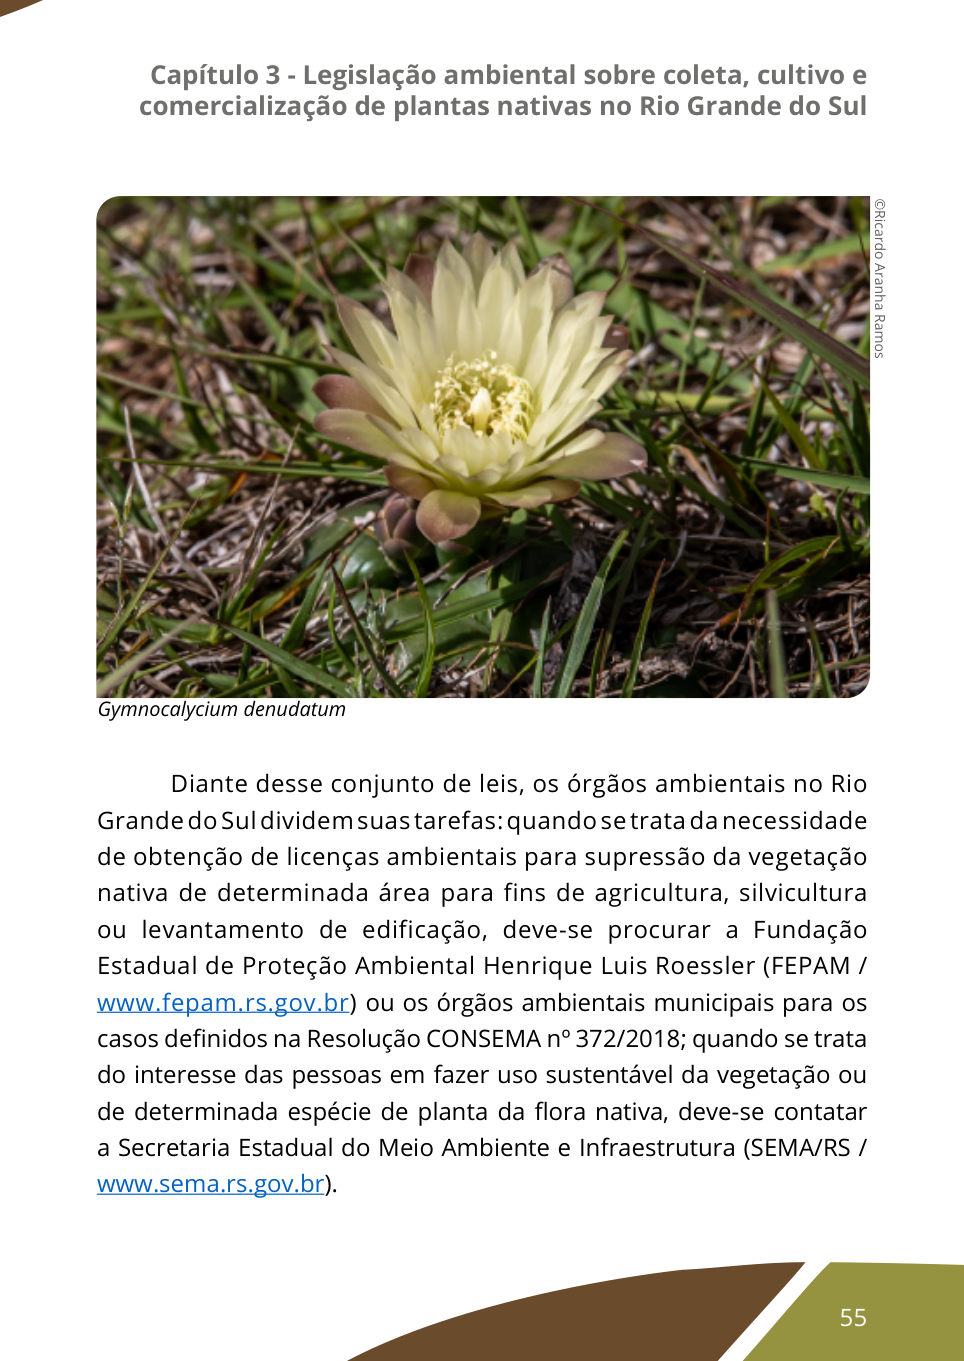 Capítulo 3 - Legislação ambiental sobre coleta, cultivo e
comercialização de plantas nativas no Rio Grande do Sul
©Ricardo Aranha Ramos
Gymnocalycium denudatum
Diante desse conjunto de leis, os órgãos ambientais no Rio
Grande do Sul dividem suas tarefas: quando se trata da necessidade
de obtenção de licenças ambientais para supressão da vegetação
nativa de determinada área para fins de agricultura, silvicultura
ou levantamento de edificação, deve-se procurar a Fundação
Estadual de Proteção Ambiental Henrique Luis Roessler (FEPAM /
www.fepam.rs.gov.br) ou os órgãos ambientais municipais para os
casos definidos na Resolução CONSEMA nº 372/2018; quando se trata
do interesse das pessoas em fazer uso sustentável da vegetação ou
de determinada espécie de planta da flora nativa, deve-se contatar
a Secretaria Estadual do Meio Ambiente e Infraestrutura (SEMA/RS /
www.sema.rs.gov.br).
55